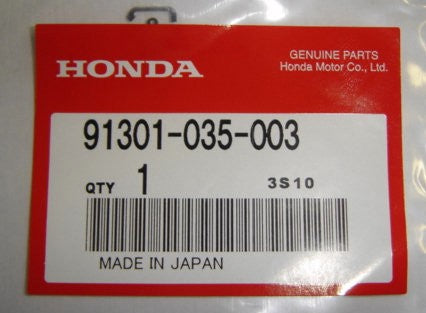 HONDA
GENUINE PARTS
Honda Motor Co., Ltd.
91301-035-003
QTY 1 3S10
MADE IN JAPAN